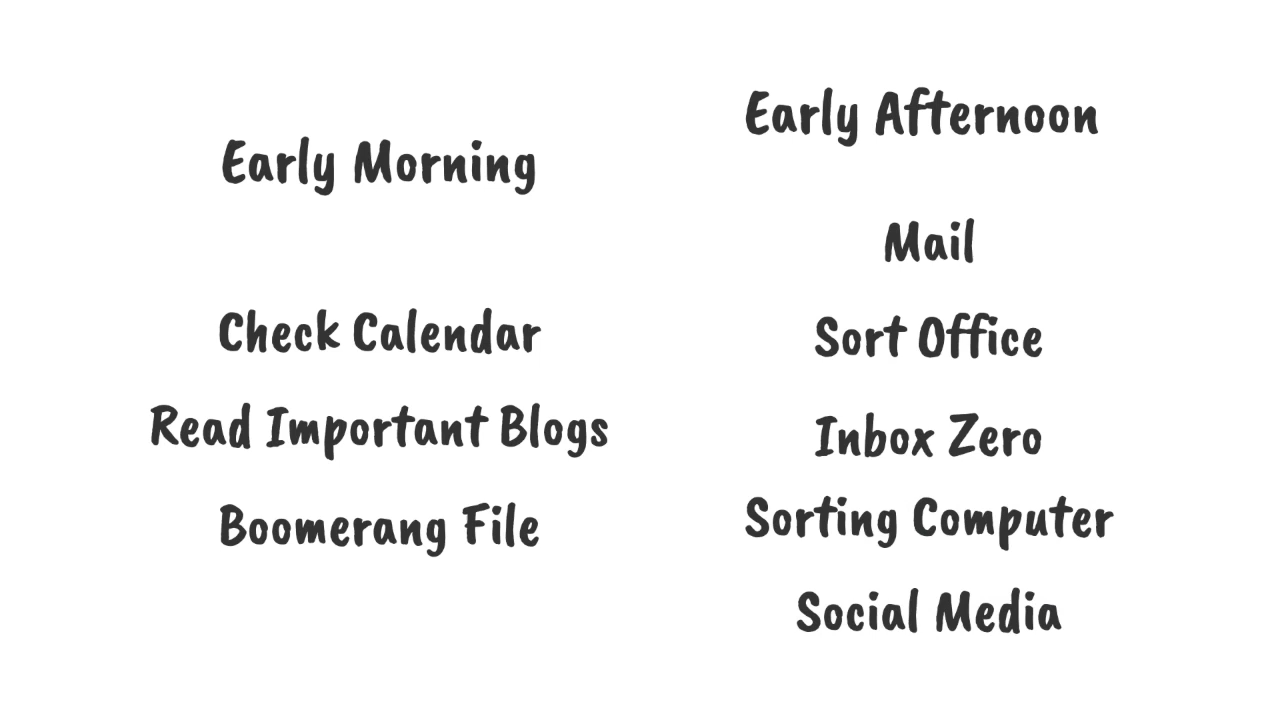 Early Morning
Check Calendar
Read Important Blogs
Boomerang File
Early Afternoon
Mail
Sort Office
Inbox Zero
Sorting Computer
Social Media